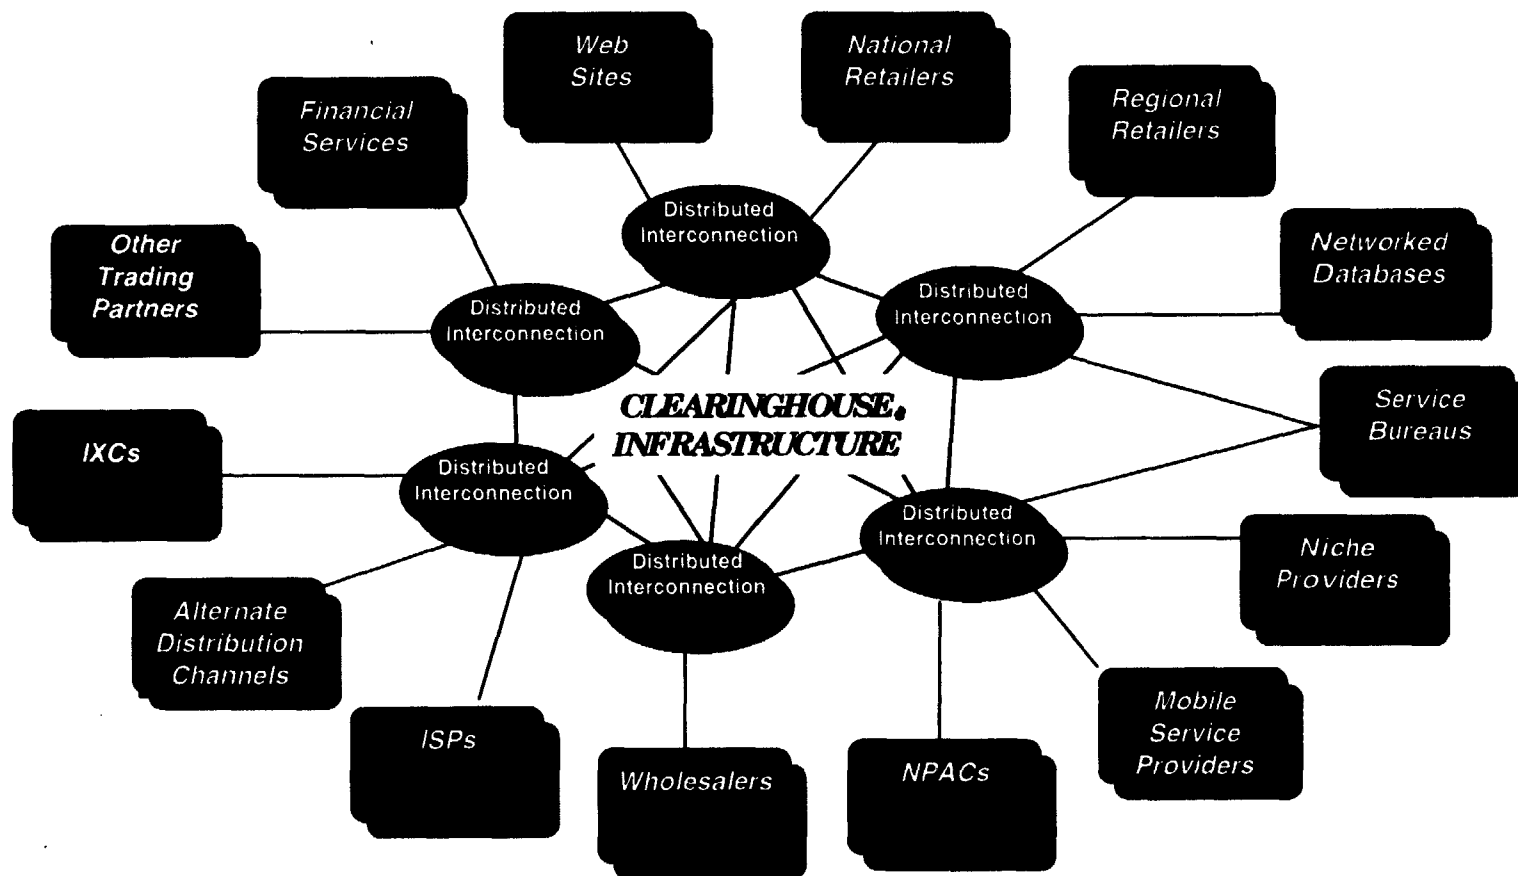 Web
Sites
National
Retailers
Financial
Services
Regional
Retailers
Distributed
Interconnection
Other
Trading
Partners
Networked
Databases
Distributed
Interconnection
Distributed
Interconnection
CLEARINGHOUSE
INFRASTRUCTURE
Service
Bureaus
IXCs
Distributed
Interconnection
Distributed
Interconnection
Distributed
Interconnection
Niche
Providers
Alternate
Distribution
Channels
ISPs
Wholesalers
NPACs
Mobile
Service
Providers